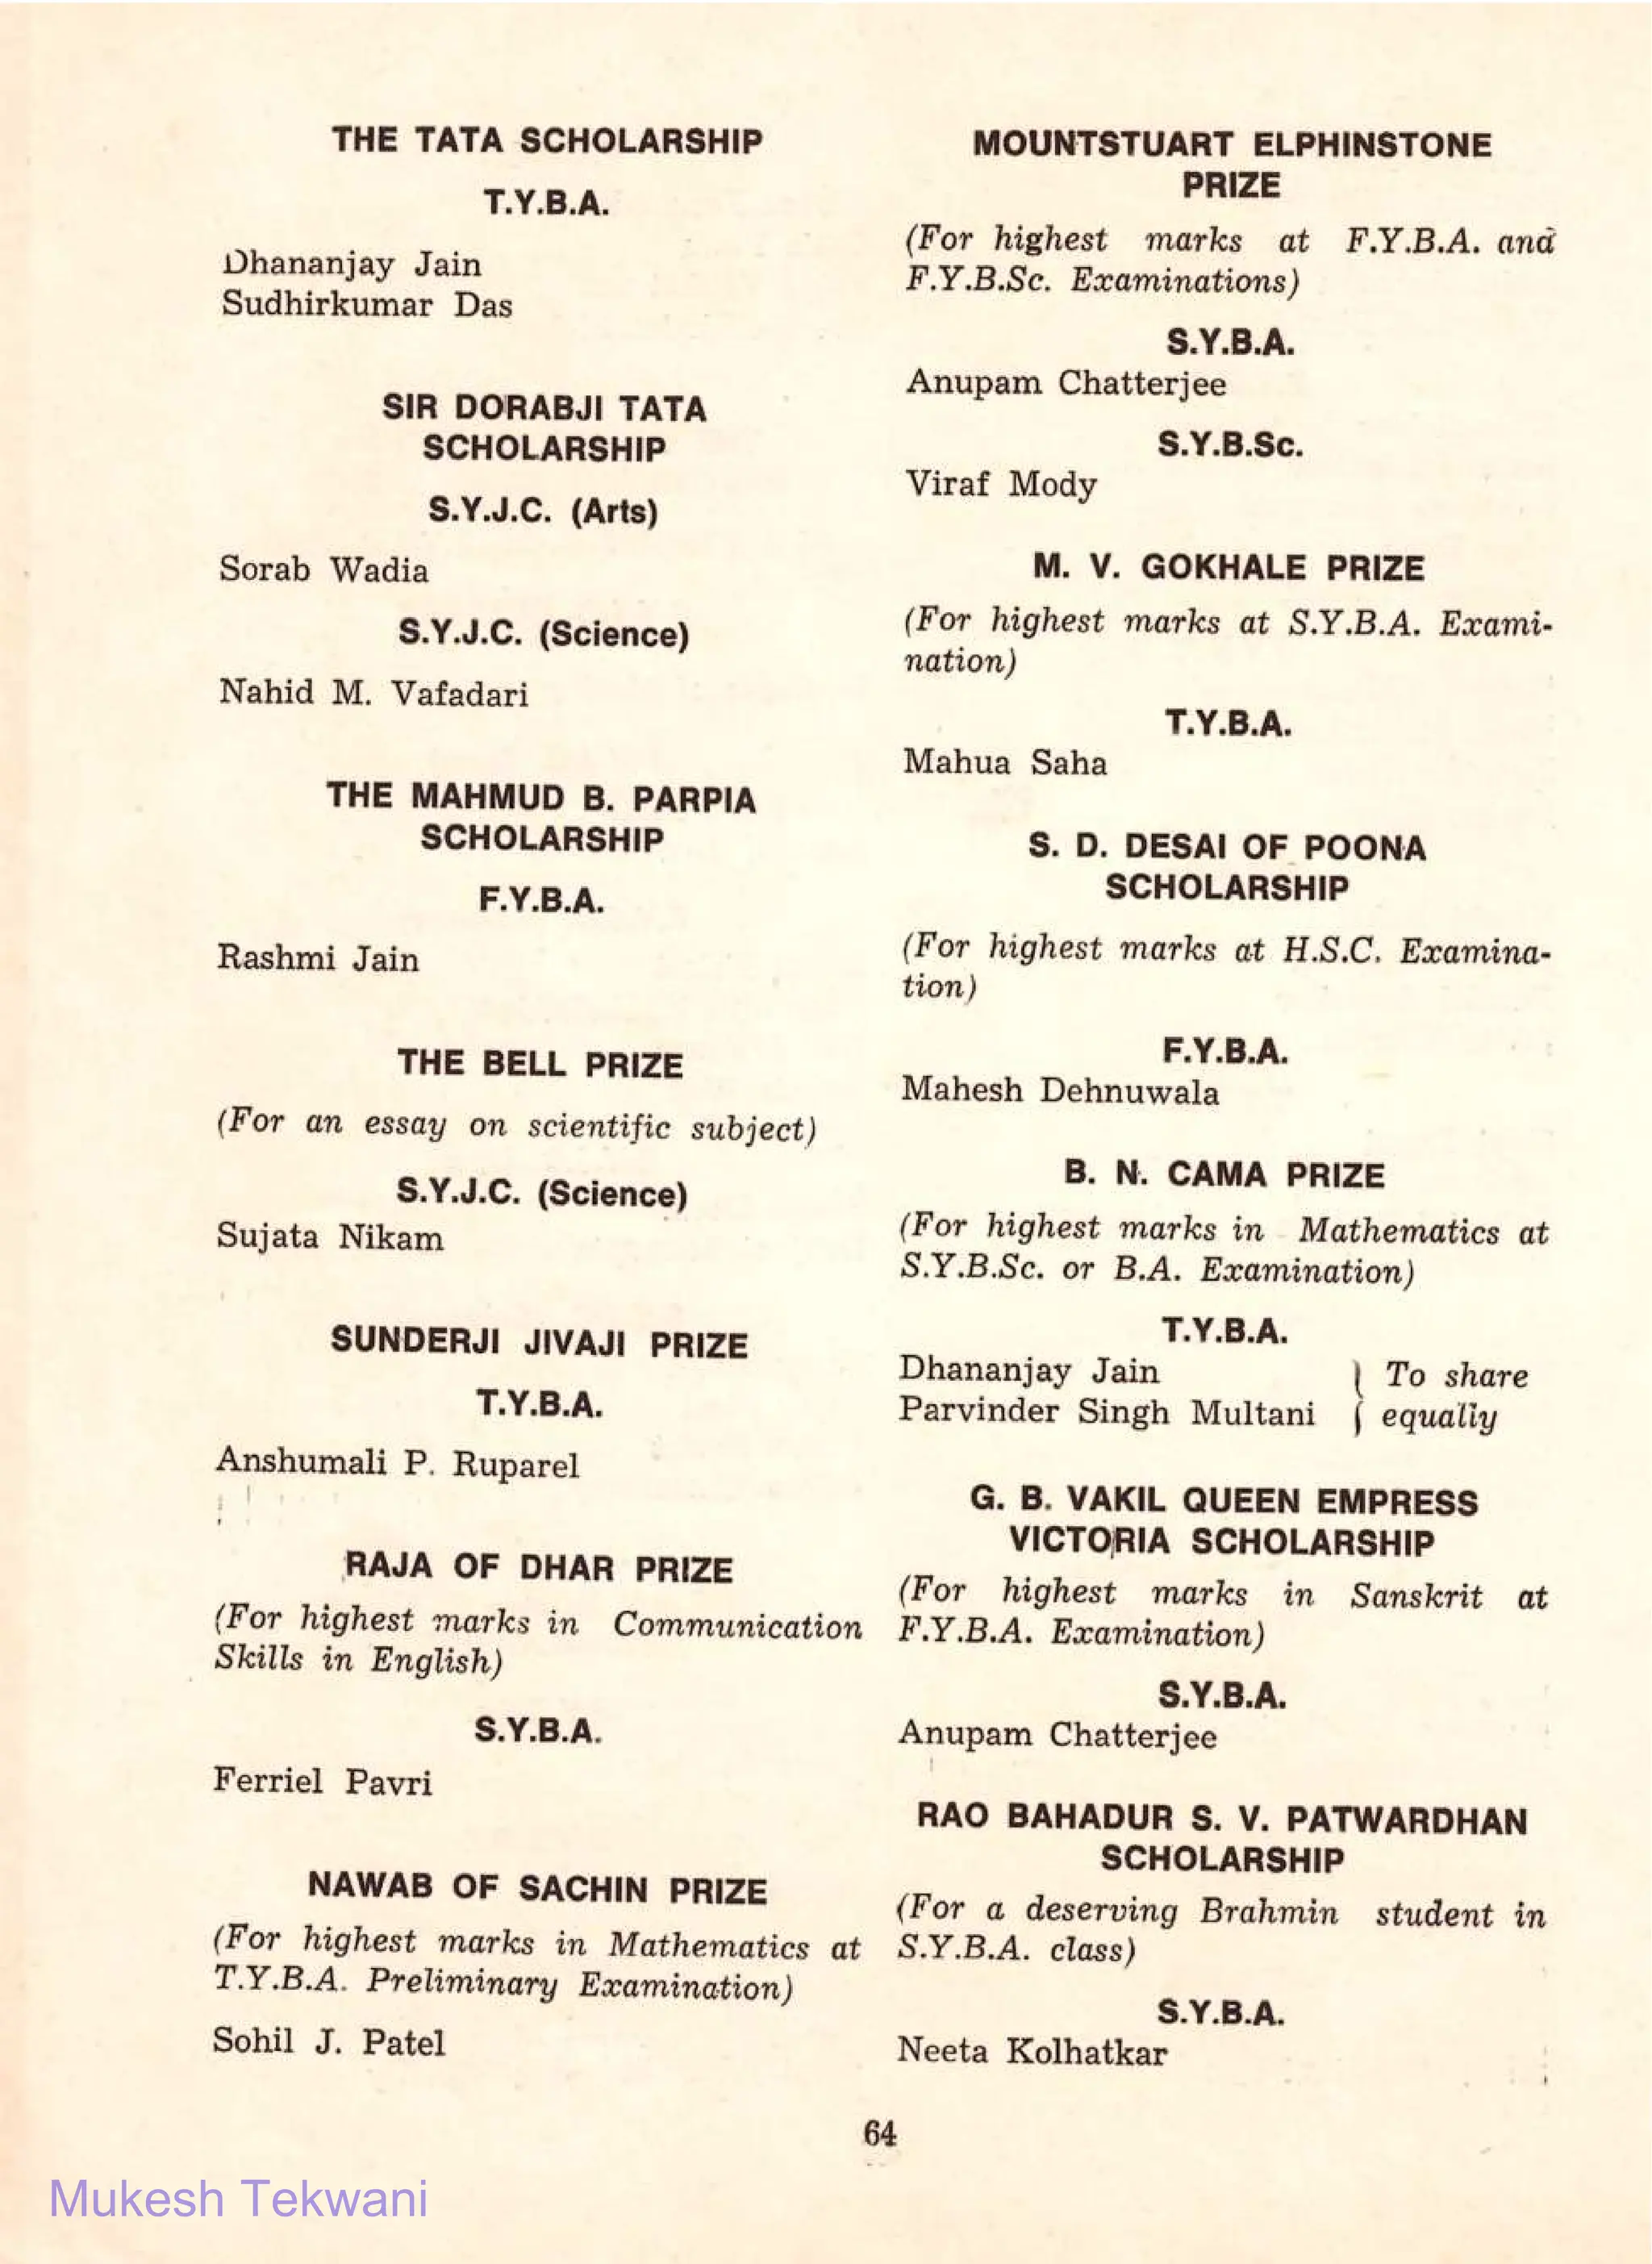 THE TATA SCHOLARSHIP
T.Y.B.A.
Dhananjay Jain
Sudhirkumar Das
SIR DORABJI TATA
SCHOLARSHIP
S.Y.J.C. (Arts)
Sorab Wadia
S.Y.J.C. (Science)
Nahid M. Vafadari
THE MAHMUD B. PARPIA
SCHOLARSHIP
F.Y.B.A.
Rashmi Jain
THE BELL PRIZE
(For an essay on scientific subject)
S.Y.J.C. (Science)
Sujata Nikam
SUNDERJI JIVAJI PRIZE
T.Y.B.A.
Anshumali P. Ruparel
RAJA OF DHAR PRIZE
(For highest marks in Communication
Skills in English)
S.Y.B.A.
Ferriel Pavri
NAWAB OF SACHIN PRIZE
(For highest marks in Mathematics at
T.Y.B.A. Preliminary Examination)
Sohil J. Patel
MOUNTSTUART ELPHINSTONE
PRIZE
(For highest marks at F.Y.B.A. and
F.Y.B.Sc. Examinations)
S.Y.B.A.
Anupam Chatterjee
S.Y.B.Sc.
Viraf Mody
M. V. GOKHALE PRIZE
(For highest marks at S.Y.B.A. Exami-
nation)
T.Y.B.A.
Mahua Saha
S. D. DESAI OF POONA
SCHOLARSHIP
(For highest marks at H.S.C. Examina-
tion)
F.Y.B.A.
Mahesh Dehnuwala
B. N. CAMA PRIZE
(For highest marks in Mathematics at
S.Y.B.Sc. or B.A. Examination)
T.Y.B.A.
Dhananjay Jain } To share
Parvinder Singh Multani } equally
G. B. VAKIL QUEEN EMPRESS
VICTORIA SCHOLARSHIP
(For highest marks in Sanskrit at
F.Y.B.A. Examination)
S.Y.B.A.
Anupam Chatterjee
RAO BAHADUR S. V. PATWARDHAN
SCHOLARSHIP
(For a deserving Brahmin student in
S.Y.B.A. class)
S.Y.B.A.
Neeta Kolhatkar
64
Mukesh Tekwani